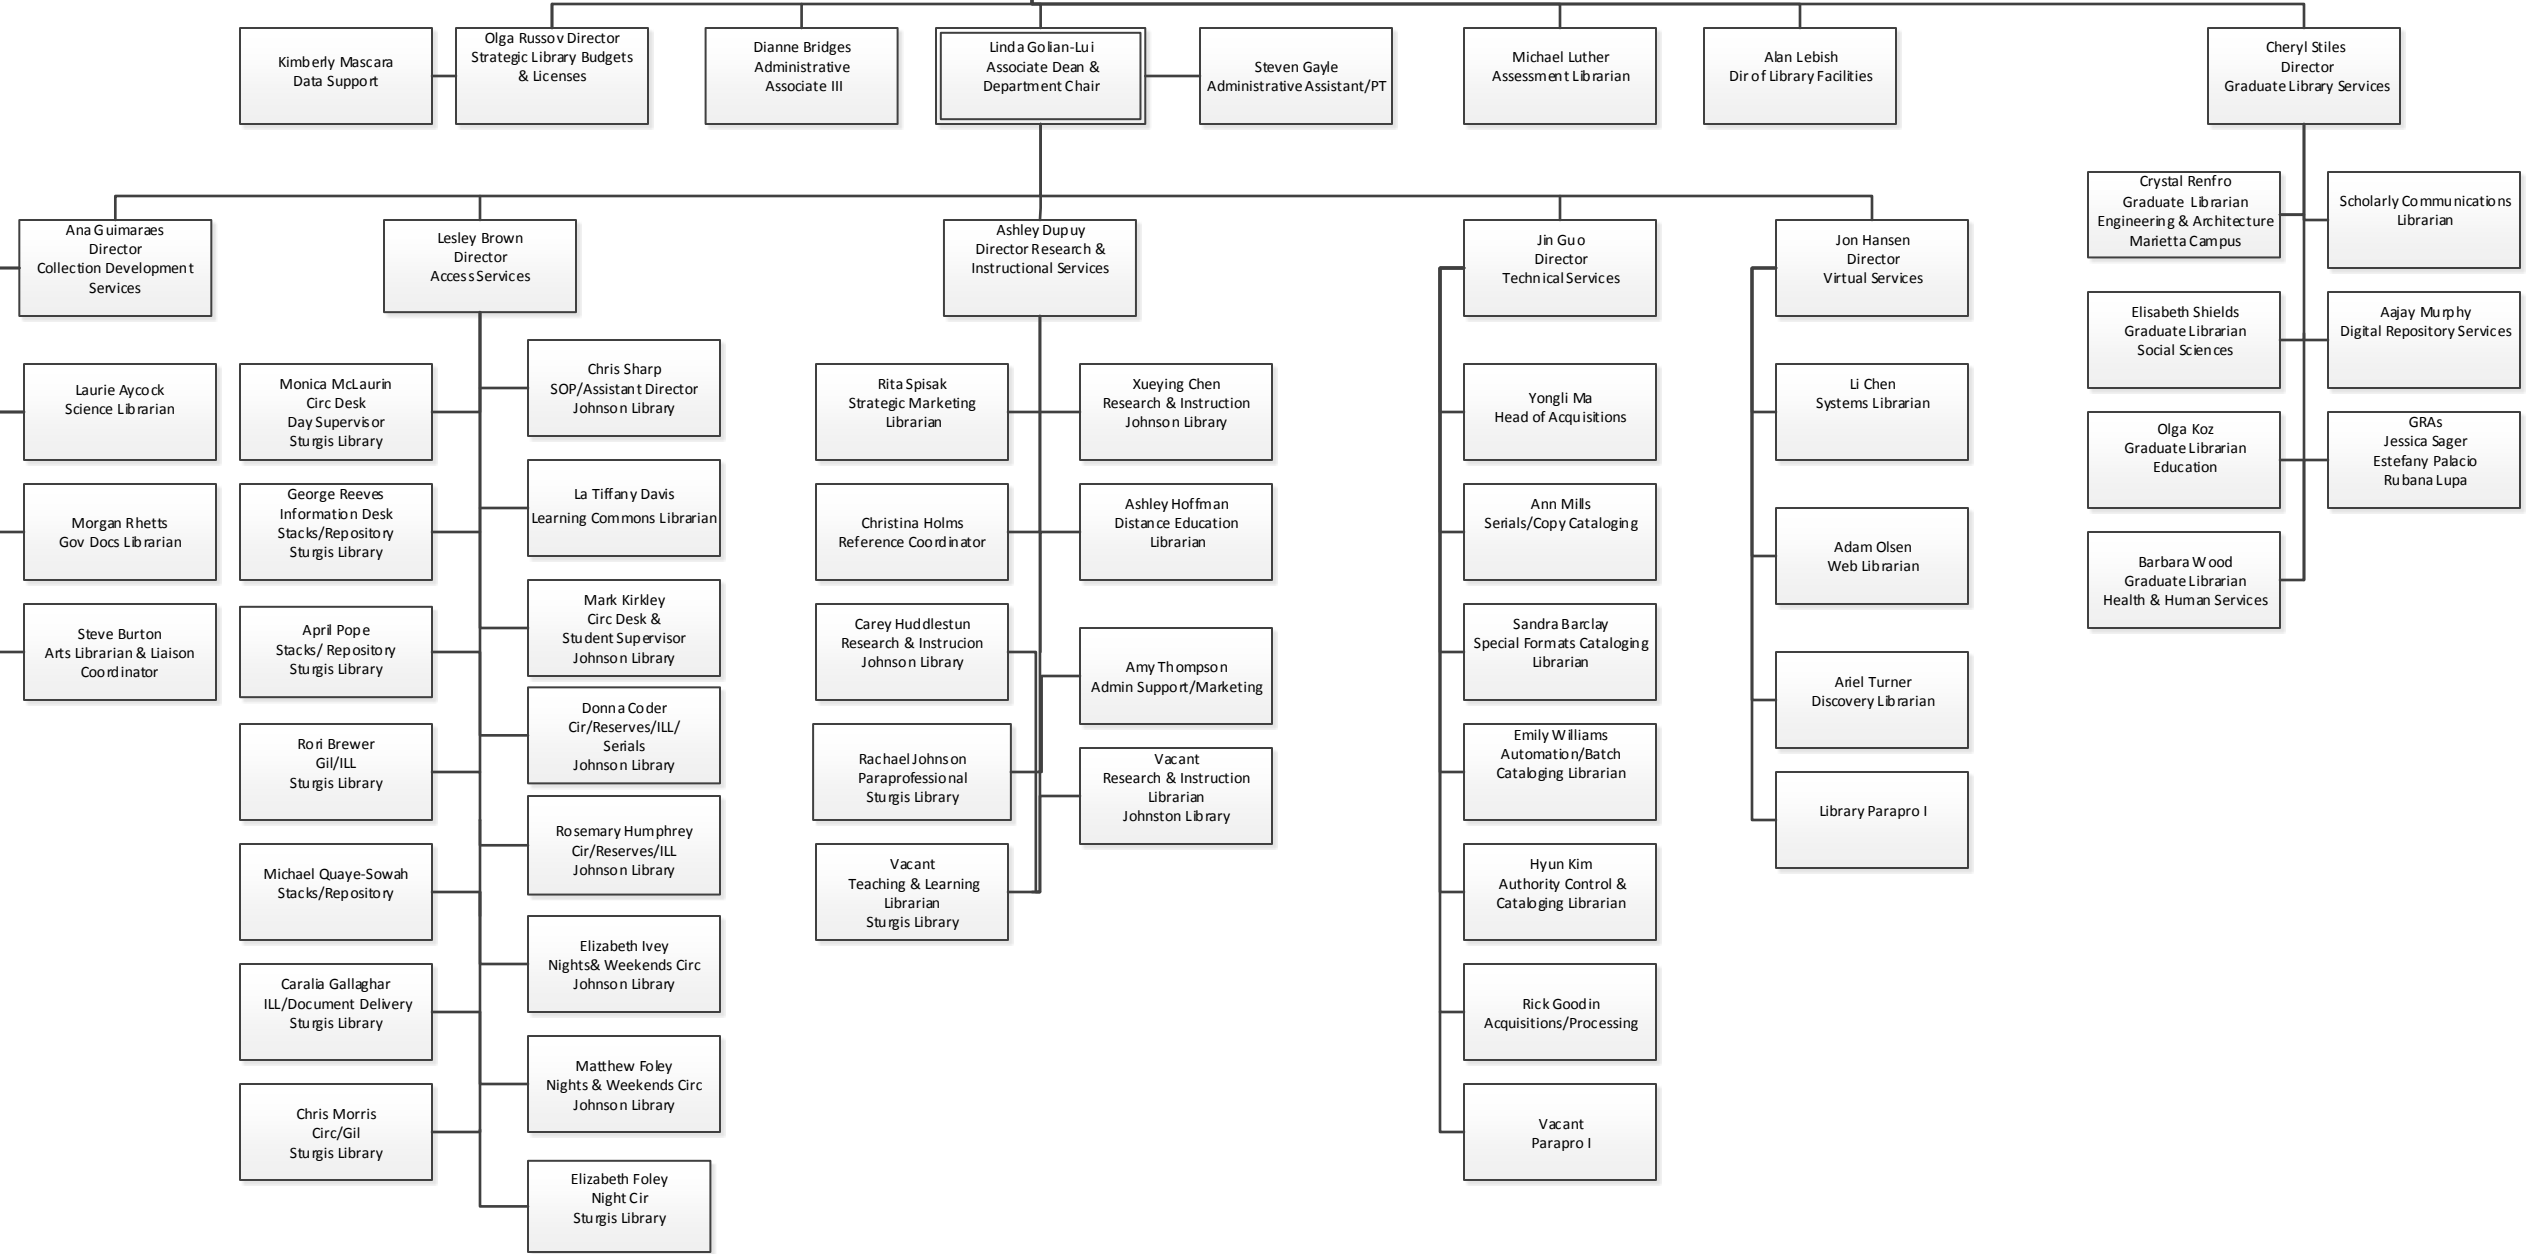 Kimberly Mascara
Data Support
Olga Russov Director
Strategic Library Budgets
& Licenses
Dianne Bridges
Administrative
Associate III
Linda Golian-Lui
Associate Dean &
Department Chair
Steven Gayle
Administrative Assistant/PT
Michael Luther
Assessment Librarian
Alan Lebish
Dir of Library Facilities
Cheryl Stiles
Director
Graduate Library Services
Ana Guimaraes
Director
Collection Development
Services
Laurie Aycock
Science Librarian
Morgan Rhetts
Gov Docs Librarian
Steve Burton
Arts Librarian & Liaison
Coordinator
Lesley Brown
Director
Access Services
Monica McLaurin
Circ Desk
Day Supervisor
Sturgis Library
George Reeves
Information Desk
Stacks/Repository
Sturgis Library
April Pope
Stacks/ Repository
Sturgis Library
Rori Brewer
Gil/ILL
Sturgis Library
Michael Quaye-Sowah
Stacks/Repository
Caralia Gallaghar
ILL/Document Delivery
Sturgis Library
Chris Morris
Circ/Gil
Sturgis Library
Chris Sharp
SOP/Assistant Director
Johnson Library
La Tiffany Davis
Learning Commons Librarian
Mark Kirkley
Circ Desk &
Student Supervisor
Johnson Library
Donna Coder
Cir/Reserves/ILL/
Serials
Johnson Library
Rosemary Humphrey
Cir/Reserves/ILL
Johnson Library
Elizabeth Ivey
Nights& Weekends Circ
Johnson Library
Matthew Foley
Nights & Weekends Circ
Johnson Library
Elizabeth Foley
Night Cir
Sturgis Library
Ashley Dupuy
Director Research &
Instructional Services
Rita Spisak
Strategic Marketing
Librarian
Christina Holms
Reference Coordinator
Carey Huddlestun
Research & Instrucion
Johnson Library
Rachael Johnson
Paraprofessional
Sturgis Library
Vacant
Teaching & Learning
Librarian
Sturgis Library
Xueying Chen
Research & Instruction
Johnson Library
Ashley Hoffman
Distance Education
Librarian
Amy Thompson
Admin Support/Marketing
Vacant
Research & Instruction
Librarian
Johnston Library
Jin Guo
Director
Technical Services
Yongli Ma
Head of Acquisitions
Ann Mills
Serials/Copy Cataloging
Sandra Barclay
Special Formats Cataloging
Librarian
Emily Williams
Automation/Batch
Cataloging Librarian
Hyun Kim
Authority Control &
Cataloging Librarian
Rick Goodin
Acquisitions/Processing
Vacant
Parapro I
Jon Hansen
Director
Virtual Services
Li Chen
Systems Librarian
Adam Olsen
Web Librarian
Ariel Turner
Discovery Librarian
Library Parapro I
Crystal Renfro
Graduate Librarian
Engineering & Architecture
Marietta Campus
Elisabeth Shields
Graduate Librarian
Social Sciences
Olga Koz
Graduate Librarian
Education
Barbara Wood
Graduate Librarian
Health & Human Services
Scholarly Communications
Librarian
Aajay Murphy
Digital Repository Services
GRAs
Jessica Sager
Estefany Palacio
Rubana Lupa